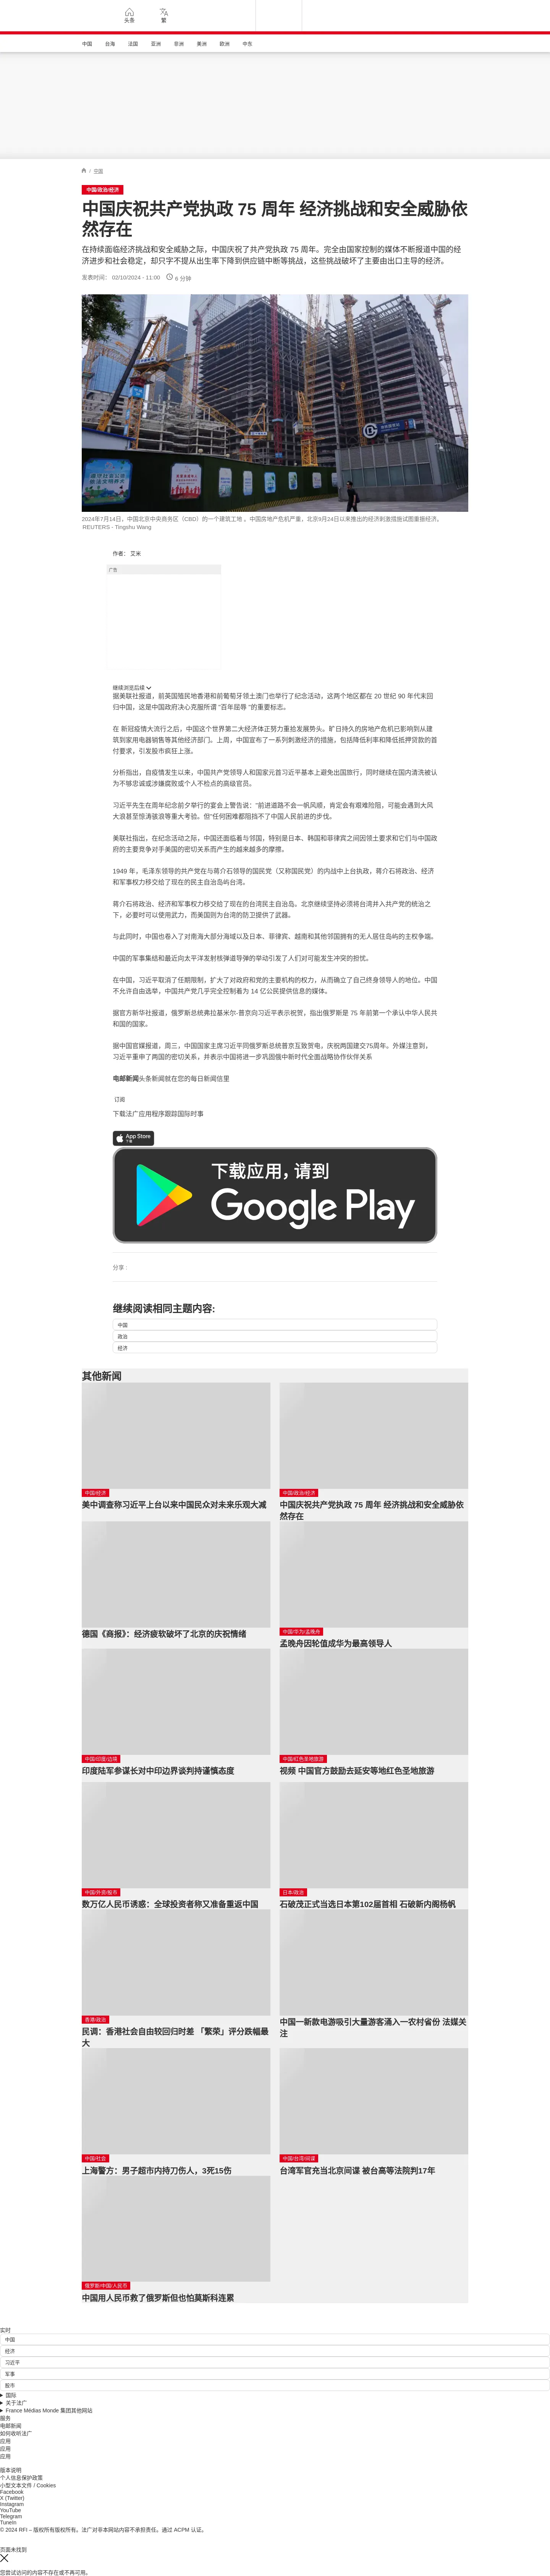 头条
繁
中国
台海
法国
亚洲
非洲
美洲
欧洲
中东
中国
中国/政治/经济
中国庆祝共产党执政 75 周年 经济挑战和安全威胁依
然存在
在持续面临经济挑战和安全威胁之际，中国庆祝了共产党执政 75 周年。完全由国家控制的媒体不断报道中国的经
济进步和社会稳定，却只字不提从出生率下降到供应链中断等挑战，这些挑战破坏了主要由出口主导的经济。
发表时间： 02/10/2024 - 11:00
6 分钟
2024年7月14日，中国北京中央商务区（CBD）的一个建筑工地 。中国房地产危机严重，北京9月24日以来推出的经济刺激措施试图重振经济。
REUTERS - Tingshu Wang
作者： 艾米
广告
继续浏览后续
据美联社报道，前英国殖民地香港和前葡萄牙领土澳门也举行了纪念活动，这两个地区都在 20 世纪 90 年代末回
归中国，这是中国政府决心克服所谓 "百年屈辱 "的重要标志。
在 新冠疫情大流行之后，中国这个世界第二大经济体正努力重拾发展势头。旷日持久的房地产危机已影响到从建
筑到家用电器销售等其他经济部门。上周，中国宣布了一系列刺激经济的措施，包括降低利率和降低抵押贷款的首
付要求，引发股市疯狂上涨。
分析指出，自疫情发生以来，中国共产党领导人和国家元首习近平基本上避免出国旅行，同时继续在国内清洗被认
为不够忠诚或涉嫌腐败或个人不检点的高级官员。
习近平先生在周年纪念前夕举行的宴会上警告说："前进道路不会一帆风顺，肯定会有艰难险阻，可能会遇到大风
大浪甚至惊涛骇浪等重大考验。但"任何困难都阻挡不了中国人民前进的步伐。
美联社指出，在纪念活动之际，中国还面临着与邻国，特别是日本、韩国和菲律宾之间因领土要求和它们与中国政
府的主要竞争对手美国的密切关系而产生的越来越多的摩擦。
1949 年，毛泽东领导的共产党在与蒋介石领导的国民党（又称国民党）的内战中上台执政，蒋介石将政治、经济
和军事权力移交给了现在的民主自治岛屿台湾。
蒋介石将政治、经济和军事权力移交给了现在的台湾民主自治岛。北京继续坚持必须将台湾并入共产党的统治之
下，必要时可以使用武力，而美国则为台湾的防卫提供了武器。
与此同时，中国也卷入了对南海大部分海域以及日本、菲律宾、越南和其他邻国拥有的无人居住岛屿的主权争端。
中国的军事集结和最近向太平洋发射核弹道导弹的举动引发了人们对可能发生冲突的担忧。
在中国，习近平取消了任期限制，扩大了对政府和党的主要机构的权力，从而确立了自己终身领导人的地位。中国
不允许自由选举，中国共产党几乎完全控制着为 14 亿公民提供信息的媒体。
据官方新华社报道，俄罗斯总统弗拉基米尔-普京向习近平表示祝贺，指出俄罗斯是 75 年前第一个承认中华人民共
和国的国家。
据中国官媒报道，周三，中国国家主席习近平同俄罗斯总统普京互致贺电，庆祝两国建交75周年。外媒注意到，
习近平重申了两国的密切关系，并表示中国将进一步巩固俄中新时代全面战略协作伙伴关系
电邮新闻头条新闻就在您的每日新闻信里
订阅
下载法广应用程序跟踪国际时事
App Store
下载应用，请到
Google Play
分享 :
继续阅读相同主题内容:
中国
政治
经济
其他新闻
中国/经济
美中调查称习近平上台以来中国民众对未来乐观大减
中国/政治/经济
中国庆祝共产党执政 75 周年 经济挑战和安全威胁依
然存在
德国《商报》：经济疲软破坏了北京的庆祝情绪
中国/华为/孟晚舟
孟晚舟因轮值成华为最高领导人
中国/印度/边境
印度陆军参谋长对中印边界谈判持谨慎态度
中国/红色圣地旅游
视频 中国官方鼓励去延安等地红色圣地旅游
中国/外资/股市
数万亿人民币诱惑：全球投资者称又准备重返中国
日本/政治
石破茂正式当选日本第102届首相 石破新内阁杨帆
香港/政治
民调：香港社会自由较回归时差 「繁荣」评分跌幅最
大
中国一新款电游吸引大量游客涌入一农村省份 法媒关
注
中国/社会
上海警方：男子超市内持刀伤人，3死15伤
中国/台湾/间谍
台湾军官充当北京间谍 被台高等法院判17年
俄罗斯/中国/人民币
中国用人民币救了俄罗斯但也怕莫斯科连累
实时
中国
经济
习近平
军事
股市
国际
关于法广
France Médias Monde 集团其他网站
服务
电邮新闻
如何收听法广
应用
应用
应用
版本说明
个人信息保护政策
小型文本文件 / Cookies
Facebook
X (Twitter)
Instagram
YouTube
Telegram
TuneIn
© 2024 RFI – 版权所有版权所有。法广对非本网站内容不承担责任。通过 ACPM 认证。
页面未找到
您尝试访问的内容不存在或不再可用。